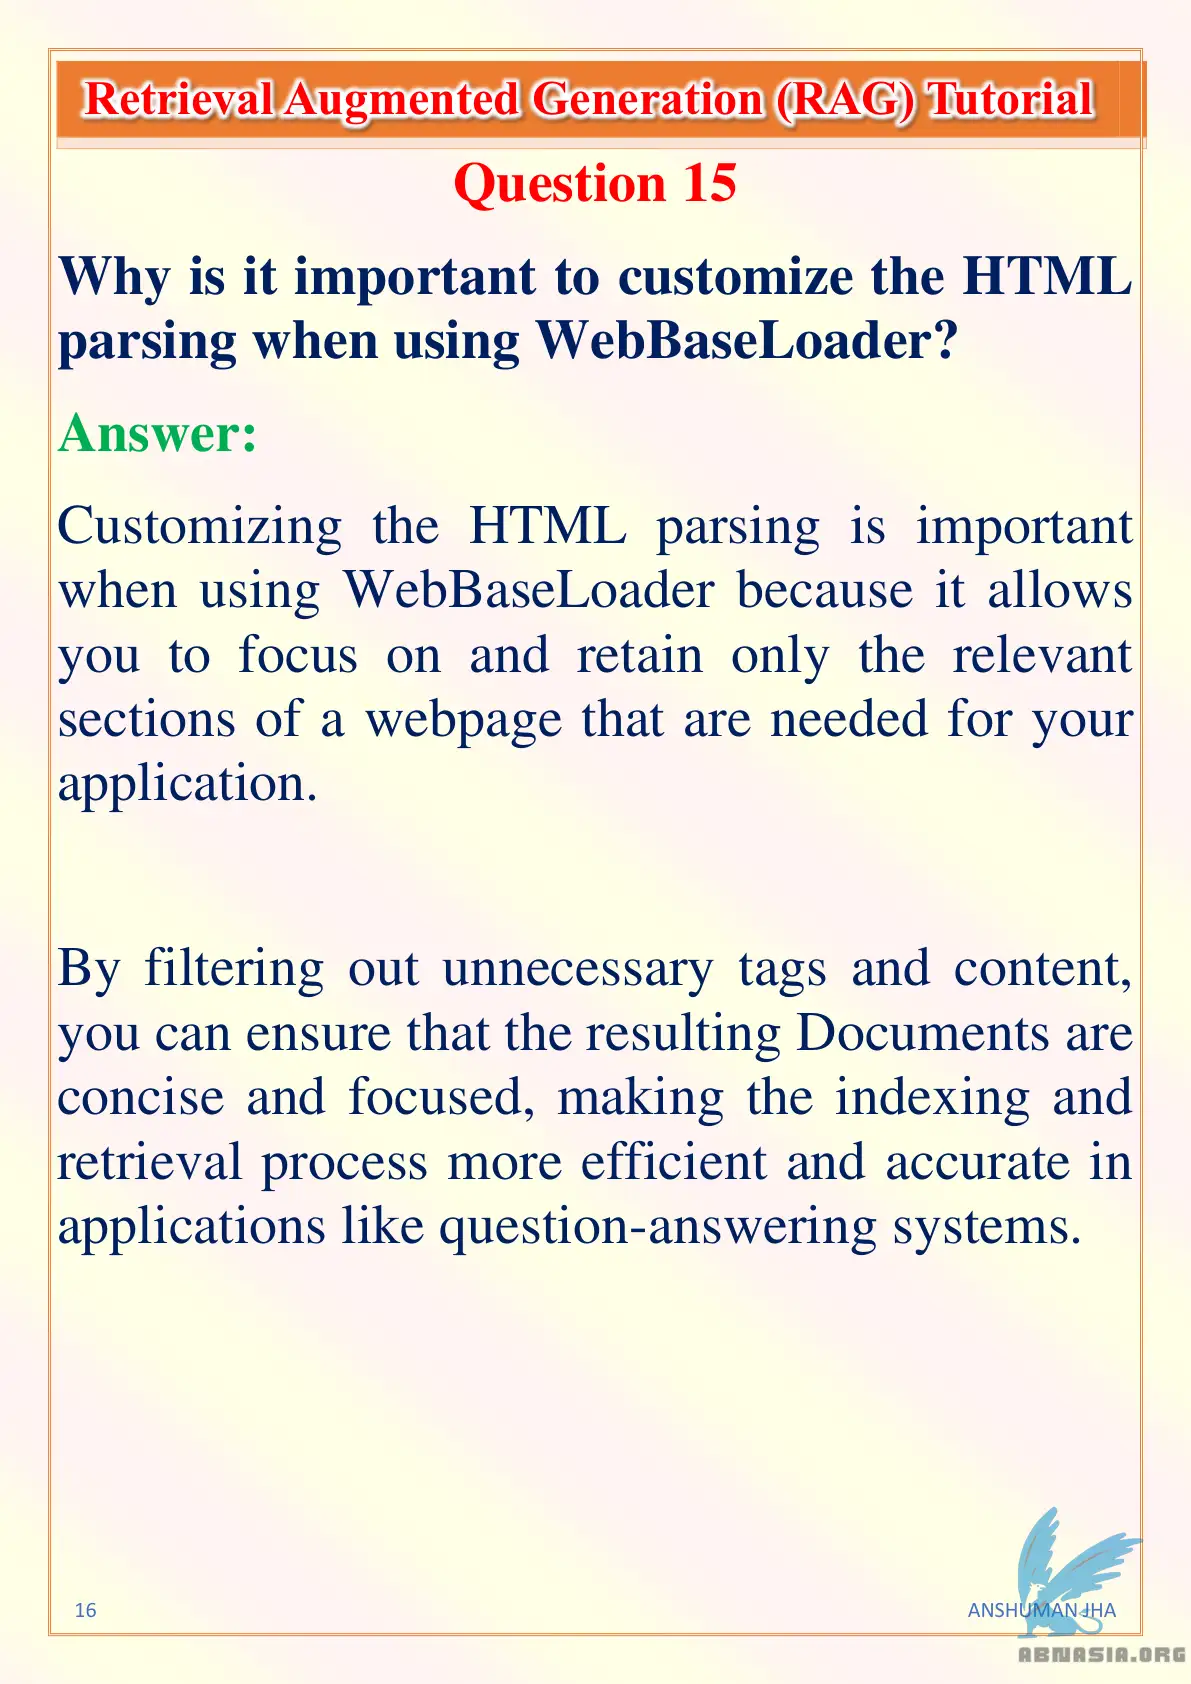 Retrieval Augmented Generation (RAG) Tutorial
Question 15
Why is it important to customize the HTML
parsing when using WebBaseLoader?
Answer:
Customizing the HTML parsing is important
when using WebBaseLoader because it allows
you to focus on and retain only the relevant
sections of a webpage that are needed for your
application.
By filtering out unnecessary tags and content,
you can ensure that the resulting Documents are
concise and focused, making the indexing and
retrieval process more efficient and accurate in
applications like question-answering systems.
16
ANSHUMAN JHA
ABNASIA.ORG